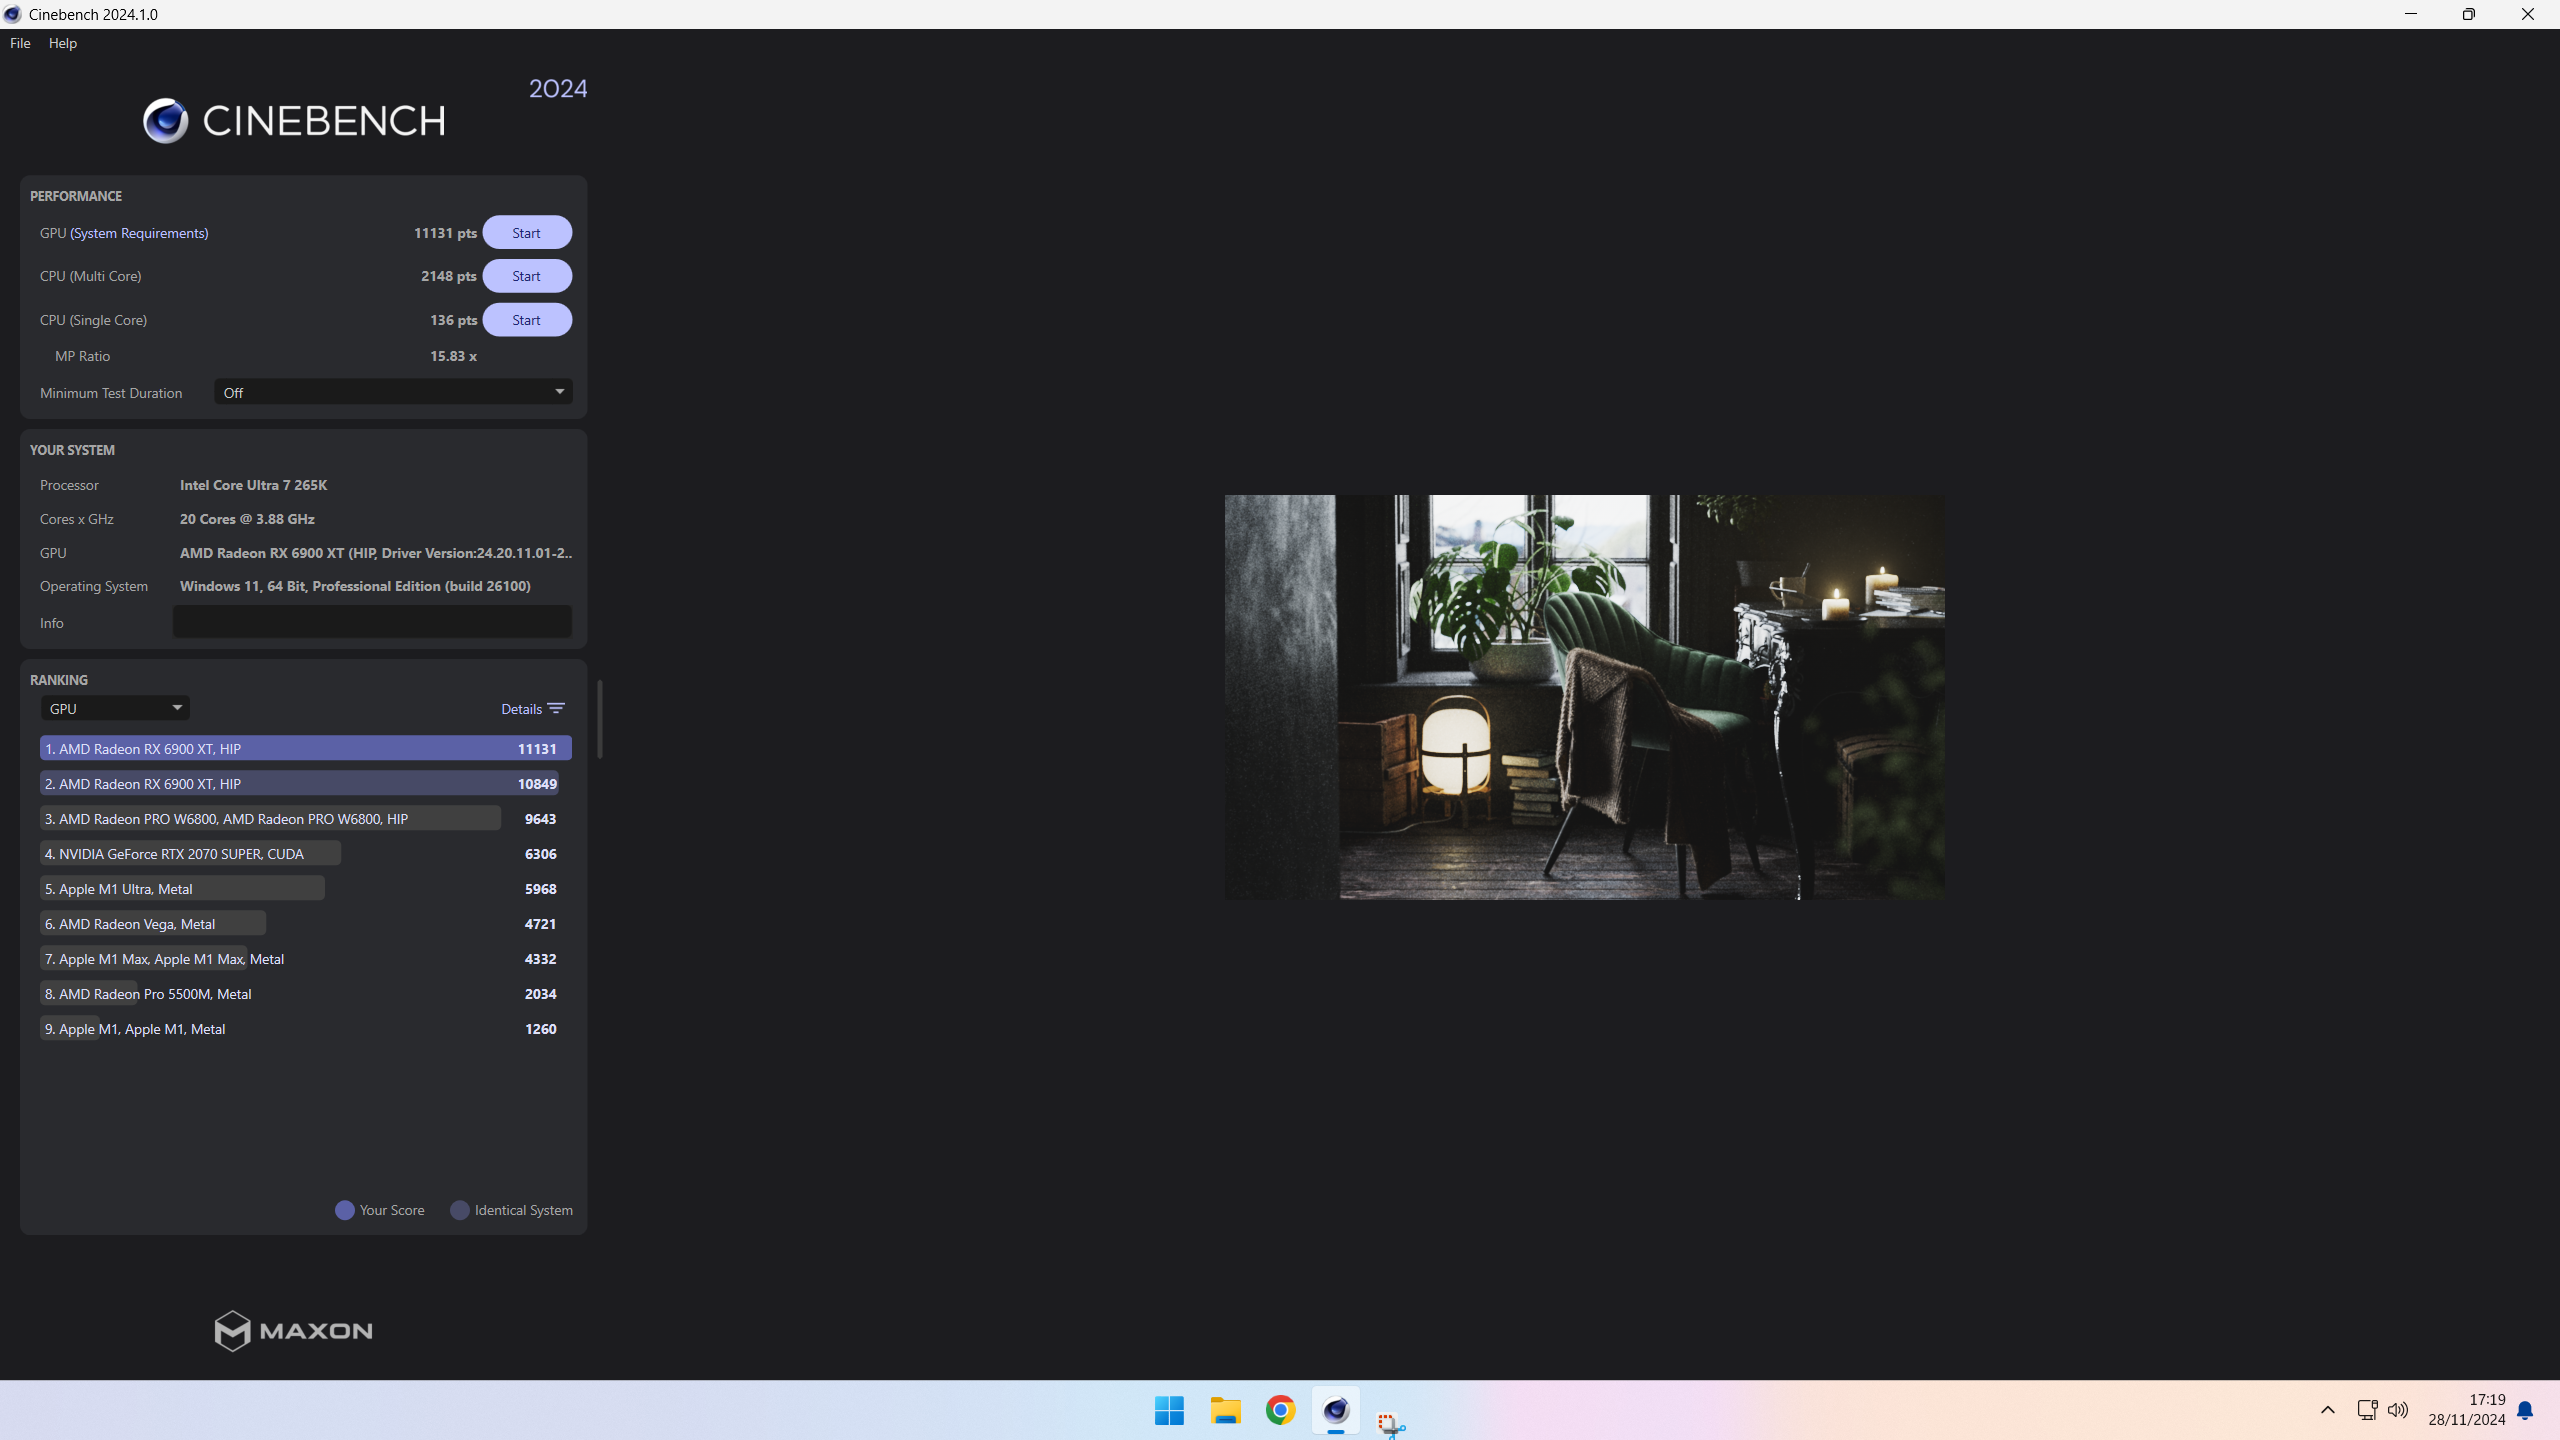 Cinebench 2024.1.0
File Help
2024
CINEBENCH
PERFORMANCE
GPU (System Requirements) 11131 pts Start
CPU (Multi Core) 2148 pts Start
CPU (Single Core) 136 pts Start
MP Ratio 15.83 x
Minimum Test Duration Off
YOUR SYSTEM
Processor Intel Core Ultra 7 265K
Cores x GHz 20 Cores @ 3.88 GHz
GPU AMD Radeon RX 6900 XT (HIP, Driver Version:24.20.11.01-2..
Operating System Windows 11, 64 Bit, Professional Edition (build 26100)
Info
RANKING
GPU Details
1. AMD Radeon RX 6900 XT, HIP 11131
2. AMD Radeon RX 6900 XT, HIP 10849
3. AMD Radeon PRO W6800, AMD Radeon PRO W6800, HIP 9643
4. NVIDIA GeForce RTX 2070 SUPER, CUDA 6306
5. Apple M1 Ultra, Metal 5968
6. AMD Radeon Vega, Metal 4721
7. Apple M1 Max, Apple M1 Max, Metal 4332
8. AMD Radeon Pro 5500M, Metal 2034
9. Apple M1, Apple M1, Metal 1260
Your Score Identical System
MAXON
17:19
28/11/2024